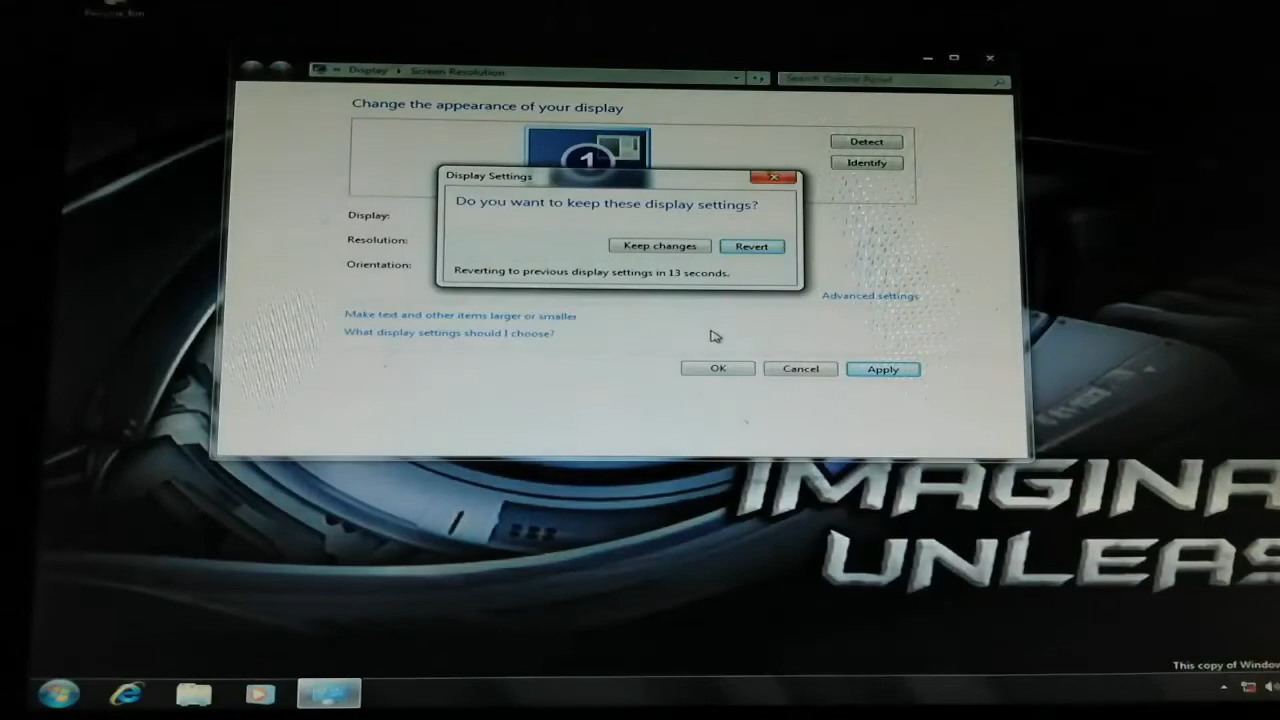 Recycle Bin
Display
Screen Resolution
Search Control Panel
Change the appearance of your display
1
Detect
Identify
Display Settings
Do you want to keep these display settings?
Keep changes
Revert
Reverting to previous display settings in 13 seconds.
Display:
Resolution:
Orientation:
Advanced settings
Make text and other items larger or smaller
What display settings should I choose?
OK
Cancel
Apply
IMAGINA
UNLEAS
This copy of Window